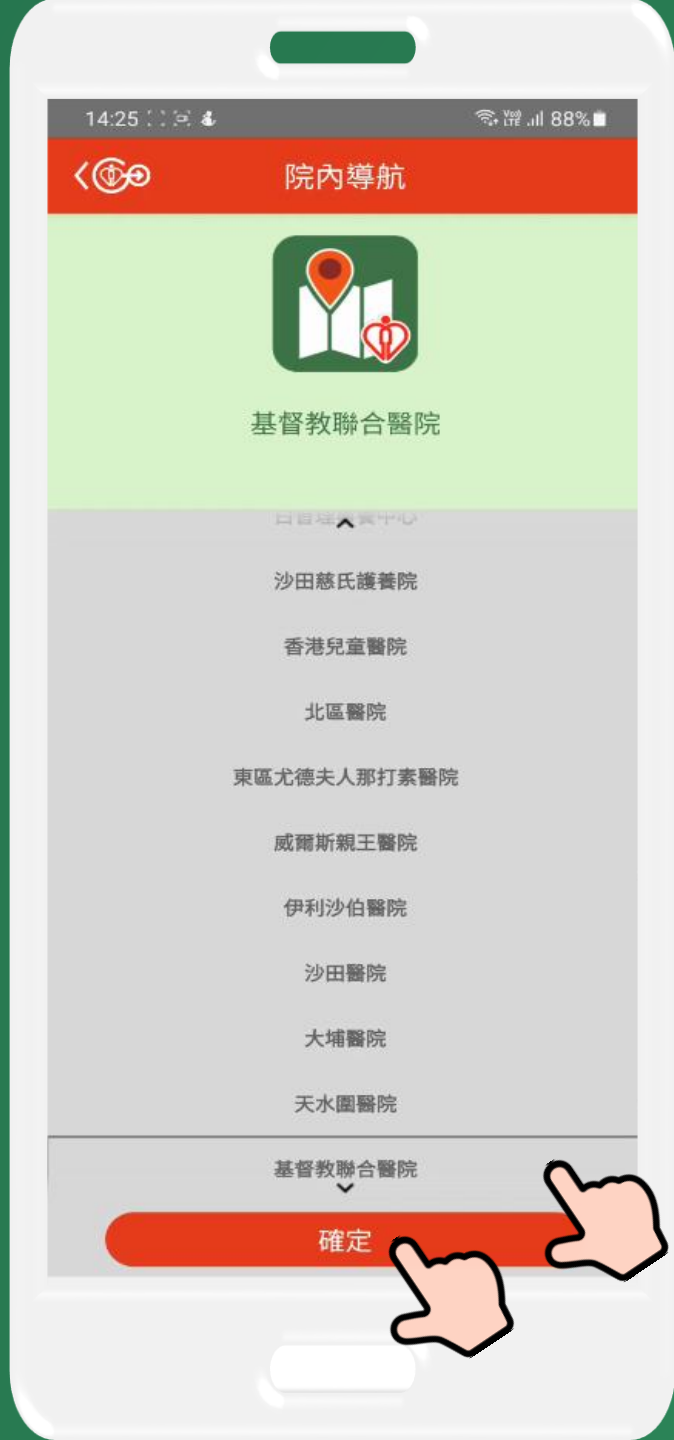 14:25
VoD LTE 88%
院內導航
基督教聯合醫院
沙田慈氏護養院
香港兒童醫院
北區醫院
東區尤德夫人那打素醫院
威爾斯親王醫院
伊利沙伯醫院
沙田醫院
大埔醫院
天水圍醫院
基督教聯合醫院
確定